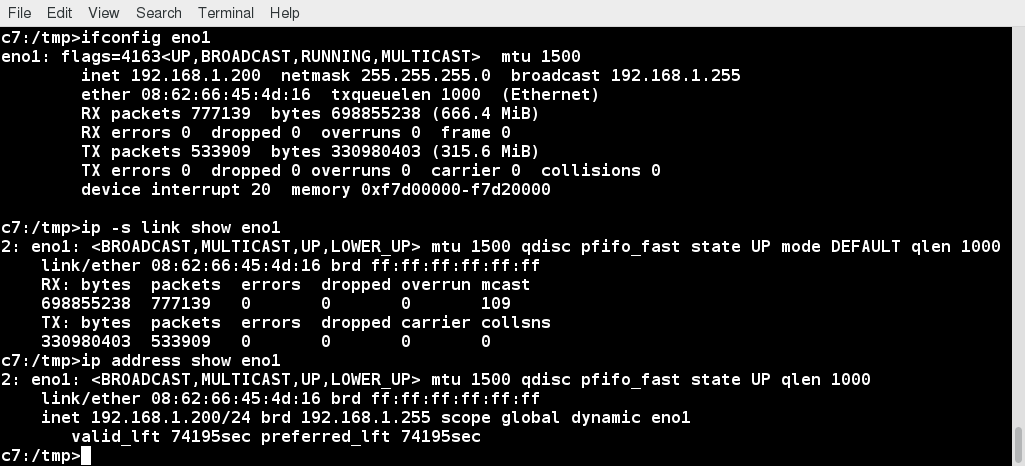 File Edit View Search Terminal Help
c7:/tmp>ifconfig eno1
eno1: flags=4163<UP,BROADCAST,RUNNING,MULTICAST>  mtu 1500
        inet 192.168.1.200  netmask 255.255.255.0  broadcast 192.168.1.255
        ether 08:62:66:45:4d:16  txqueuelen 1000  (Ethernet)
        RX packets 777139  bytes 698855238 (666.4 MiB)
        RX errors 0  dropped 0  overruns 0  frame 0
        TX packets 533909  bytes 330980403 (315.6 MiB)
        TX errors 0  dropped 0 overruns 0  carrier 0  collisions 0
        device interrupt 20  memory 0xf7d00000-f7d20000

c7:/tmp>ip -s link show eno1
2: eno1: <BROADCAST,MULTICAST,UP,LOWER_UP> mtu 1500 qdisc pfifo_fast state UP mode DEFAULT qlen 1000
    link/ether 08:62:66:45:4d:16 brd ff:ff:ff:ff:ff:ff
    RX: bytes  packets  errors  dropped overrun mcast
    698855238  777139   0       0       0       109
    TX: bytes  packets  errors  dropped carrier collsns
    330980403  533909   0       0       0       0
c7:/tmp>ip address show eno1
2: eno1: <BROADCAST,MULTICAST,UP,LOWER_UP> mtu 1500 qdisc pfifo_fast state UP qlen 1000
    link/ether 08:62:66:45:4d:16 brd ff:ff:ff:ff:ff:ff
    inet 192.168.1.200/24 brd 192.168.1.255 scope global dynamic eno1
       valid_lft 74195sec preferred_lft 74195sec
c7:/tmp>